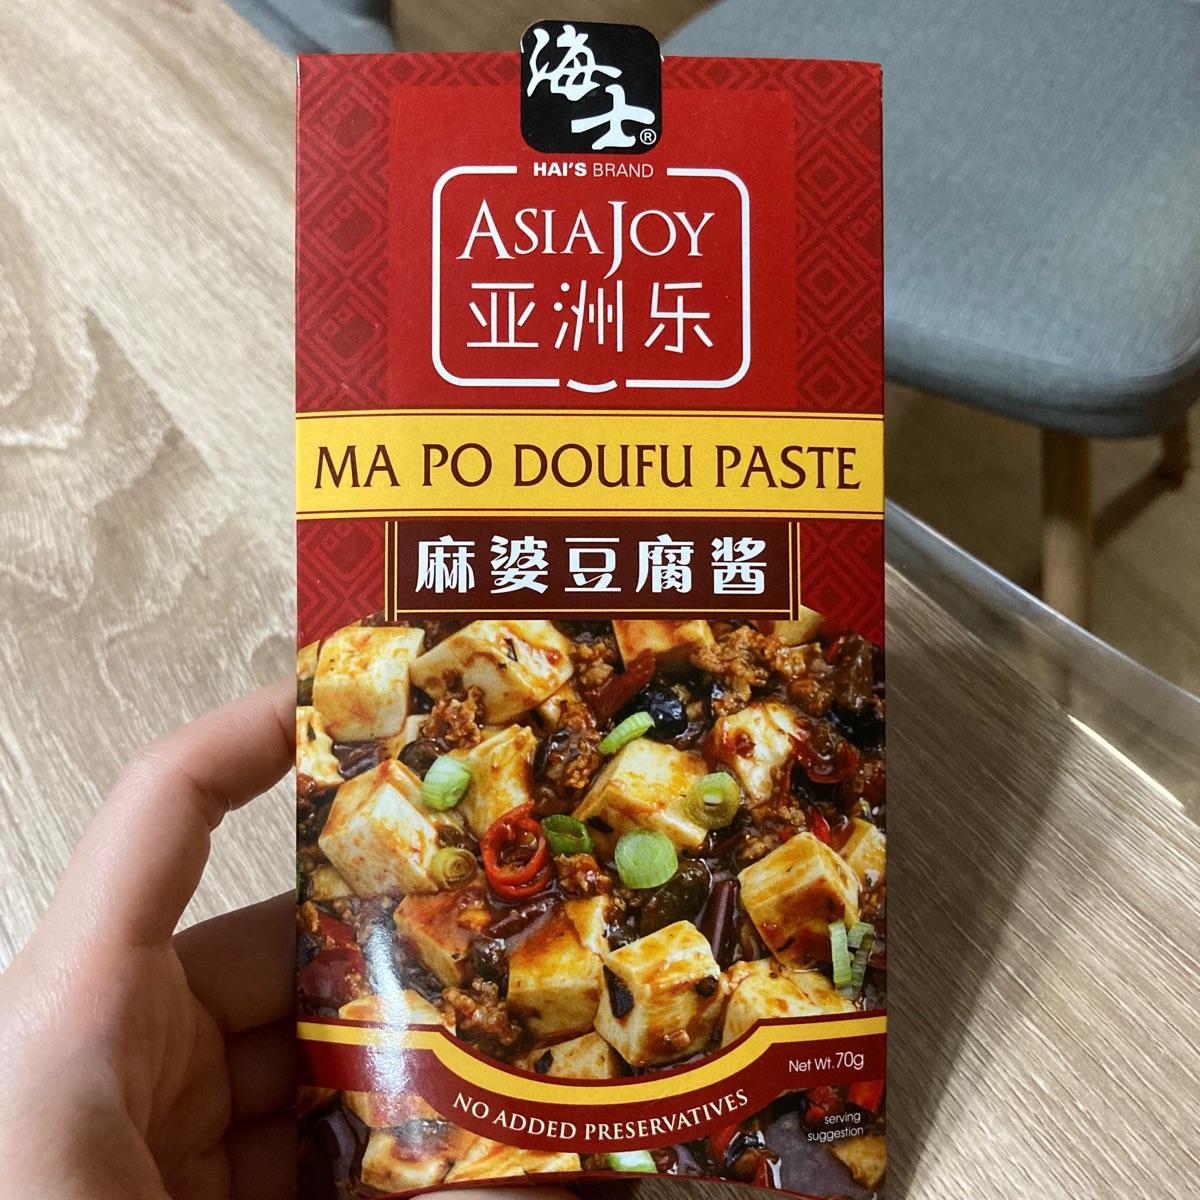 海士®
HAI'S BRAND
ASIAJOY
亚洲乐
MA PO DOUFU PASTE
麻婆豆腐酱
Net Wt. 70g
NO ADDED PRESERVATIVES
serving
suggestion